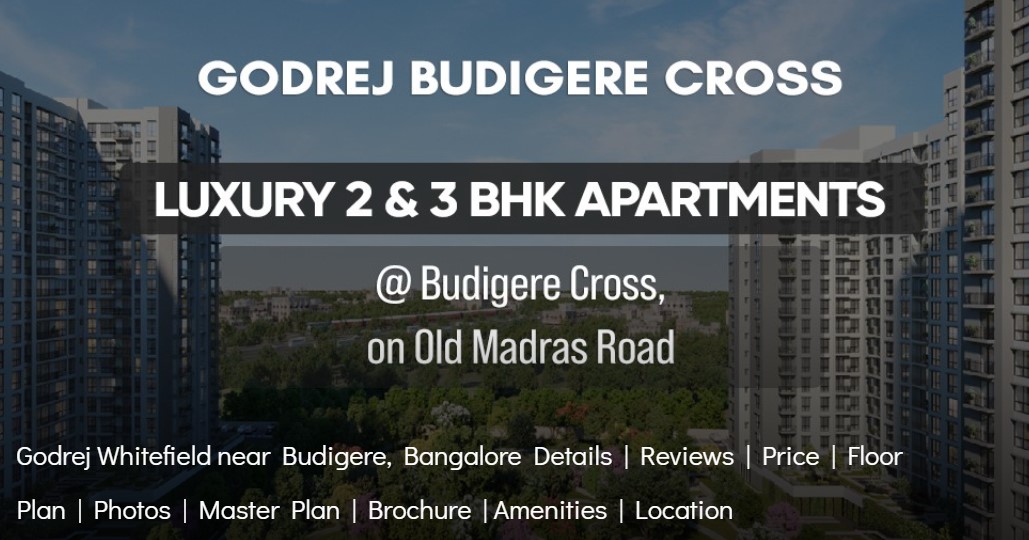 GODREJ BUDIGERE CROSS
LUXURY 2 & 3 BHK APARTMENTS
@ Budigere Cross,
on Old Madras Road
Godrej Whitefield near Budigere, Bangalore Details | Reviews | Price | Floor
Plan | Photos | Master Plan | Brochure |Amenities | Location